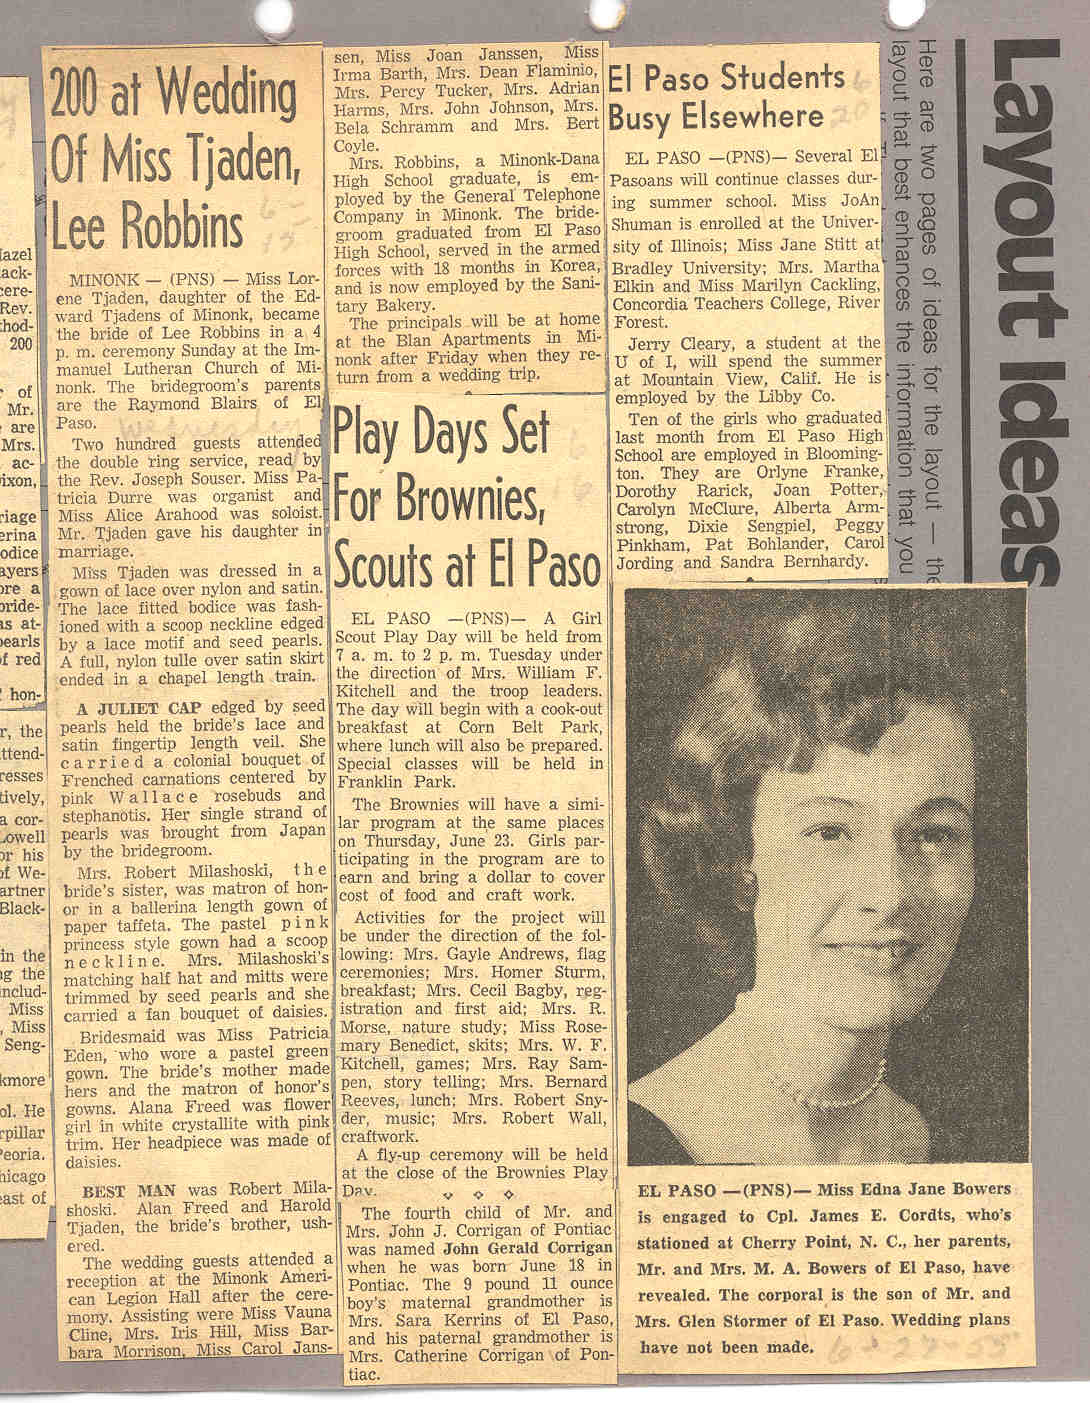 200 at Wedding
Of Miss Tjaden,
Lee Robbins
6 -
15
MINONK — (PNS) — Miss Lor-
ene Tjaden, daughter of the Ed-
ward Tjadens of Minonk, became
the bride of Lee Robbins in a 4
p. m. ceremony Sunday at the Im-
manuel Lutheran Church of Mi-
nonk. The bridegroom's parents
are the Raymond Blairs of El
Paso.
Wednesday
Two hundred guests attended
the double ring service, read by
the Rev. Joseph Souser. Miss Pa-
tricia Durre was organist and
Miss Alice Arahood was soloist.
Mr. Tjaden gave his daughter in
marriage.
Miss Tjaden was dressed in a
gown of lace over nylon and satin.
The lace fitted bodice was fash-
ioned with a scoop neckline edged
by a lace motif and seed pearls.
A full, nylon tulle over satin skirt
ended in a chapel length train.
A JULIET CAP edged by seed
pearls held the bride's lace and
satin fingertip length veil. She
carried a colonial bouquet of
Frenched carnations centered by
pink Wallace rosebuds and
stephanotis. Her single strand of
pearls was brought from Japan
by the bridegroom.
Mrs. Robert Milashoski, the
bride's sister, was matron of hon-
or in a ballerina length gown of
paper taffeta. The pastel pink
princess style gown had a scoop
neckline. Mrs. Milashoski's
matching half hat and mitts were
trimmed by seed pearls and she
carried a fan bouquet of daisies.
Bridesmaid was Miss Patricia
Eden, who wore a pastel green
gown. The bride's mother made
hers and the matron of honor's
gowns. Alana Freed was flower
girl in white crystallite with pink
trim. Her headpiece was made of
daisies.
BEST MAN was Robert Mila-
shoski. Alan Freed and Harold
Tjaden, the bride's brother, ush-
ered.
The wedding guests attended a
reception at the Minonk Ameri-
can Legion Hall after the cere-
mony. Assisting were Miss Vauna
Cline, Mrs. Iris Hill, Miss Bar-
bara Morrison, Miss Carol Jans-
sen, Miss Joan Janssen, Miss
Irma Barth, Mrs. Dean Flaminio,
Mrs. Percy Tucker, Mrs. Adrian
Harms, Mrs. John Johnson, Mrs.
Bela Schramm and Mrs. Bert
Coyle.
Mrs. Robbins, a Minonk-Dana
High School graduate, is em-
ployed by the General Telephone
Company in Minonk. The bride-
groom graduated from El Paso
High School, served in the armed
forces with 18 months in Korea,
and is now employed by the Sani-
tary Bakery.
The principals will be at home
at the Blan Apartments in Mi-
nonk after Friday when they re-
turn from a wedding trip.
Play Days Set
For Brownies,
Scouts at El Paso
6
16
EL PASO —(PNS)— A Girl
Scout Play Day will be held from
7 a. m. to 2 p. m. Tuesday under
the direction of Mrs. William F.
Kitchell and the troop leaders.
The day will begin with a cook-out
breakfast at Corn Belt Park,
where lunch will also be prepared.
Special classes will be held in
Franklin Park.
The Brownies will have a simi-
lar program at the same places
on Thursday, June 23. Girls par-
ticipating in the program are to
earn and bring a dollar to cover
cost of food and craft work.
Activities for the project will
be under the direction of the fol-
lowing: Mrs. Gayle Andrews, flag
ceremonies; Mrs. Homer Sturm,
breakfast; Mrs. Cecil Bagby, reg-
istration and first aid; Mrs. R.
Morse, nature study; Miss Rose-
mary Benedict, skits; Mrs. W. F.
Kitchell, games; Mrs. Ray Sam-
pen, story telling; Mrs. Bernard
Reeves, lunch; Mrs. Robert Sny-
der, music; Mrs. Robert Wall,
craftwork.
A fly-up ceremony will be held
at the close of the Brownies Play
Day.
The fourth child of Mr. and
Mrs. John J. Corrigan of Pontiac
was named John Gerald Corrigan
when he was born June 18 in
Pontiac. The 9 pound 11 ounce
boy's maternal grandmother is
Mrs. Sara Kerrins of El Paso,
and his paternal grandmother is
Mrs. Catherine Corrigan of Pon-
tiac.
El Paso Students
Busy Elsewhere
6
20
EL PASO —(PNS)— Several El
Pasoans will continue classes dur-
ing summer school. Miss JoAn
Shuman is enrolled at the Univer-
sity of Illinois; Miss Jane Stitt at
Bradley University; Mrs. Martha
Elkin and Miss Marilyn Cackling,
Concordia Teachers College, River
Forest.
Jerry Cleary, a student at the
U of I, will spend the summer
at Mountain View, Calif. He is
employed by the Libby Co.
Ten of the girls who graduated
last month from El Paso High
School are employed in Blooming-
ton. They are Orlyne Franke,
Dorothy Rarick, Joan Potter,
Carolyn McClure, Alberta Arm-
strong, Dixie Sengpiel, Peggy
Pinkham, Pat Bohlander, Carol
Jording and Sandra Bernhardy.
EL PASO —(PNS)— Miss Edna Jane Bowers
is engaged to Cpl. James E. Cordts, who's
stationed at Cherry Point, N. C., her parents,
Mr. and Mrs. M. A. Bowers of El Paso, have
revealed. The corporal is the son of Mr. and
Mrs. Glen Stormer of El Paso. Wedding plans
have not been made.
6-27-55
Layout Ideas
Here are two pages of ideas for the layout — the
layout that best enhances the information that you